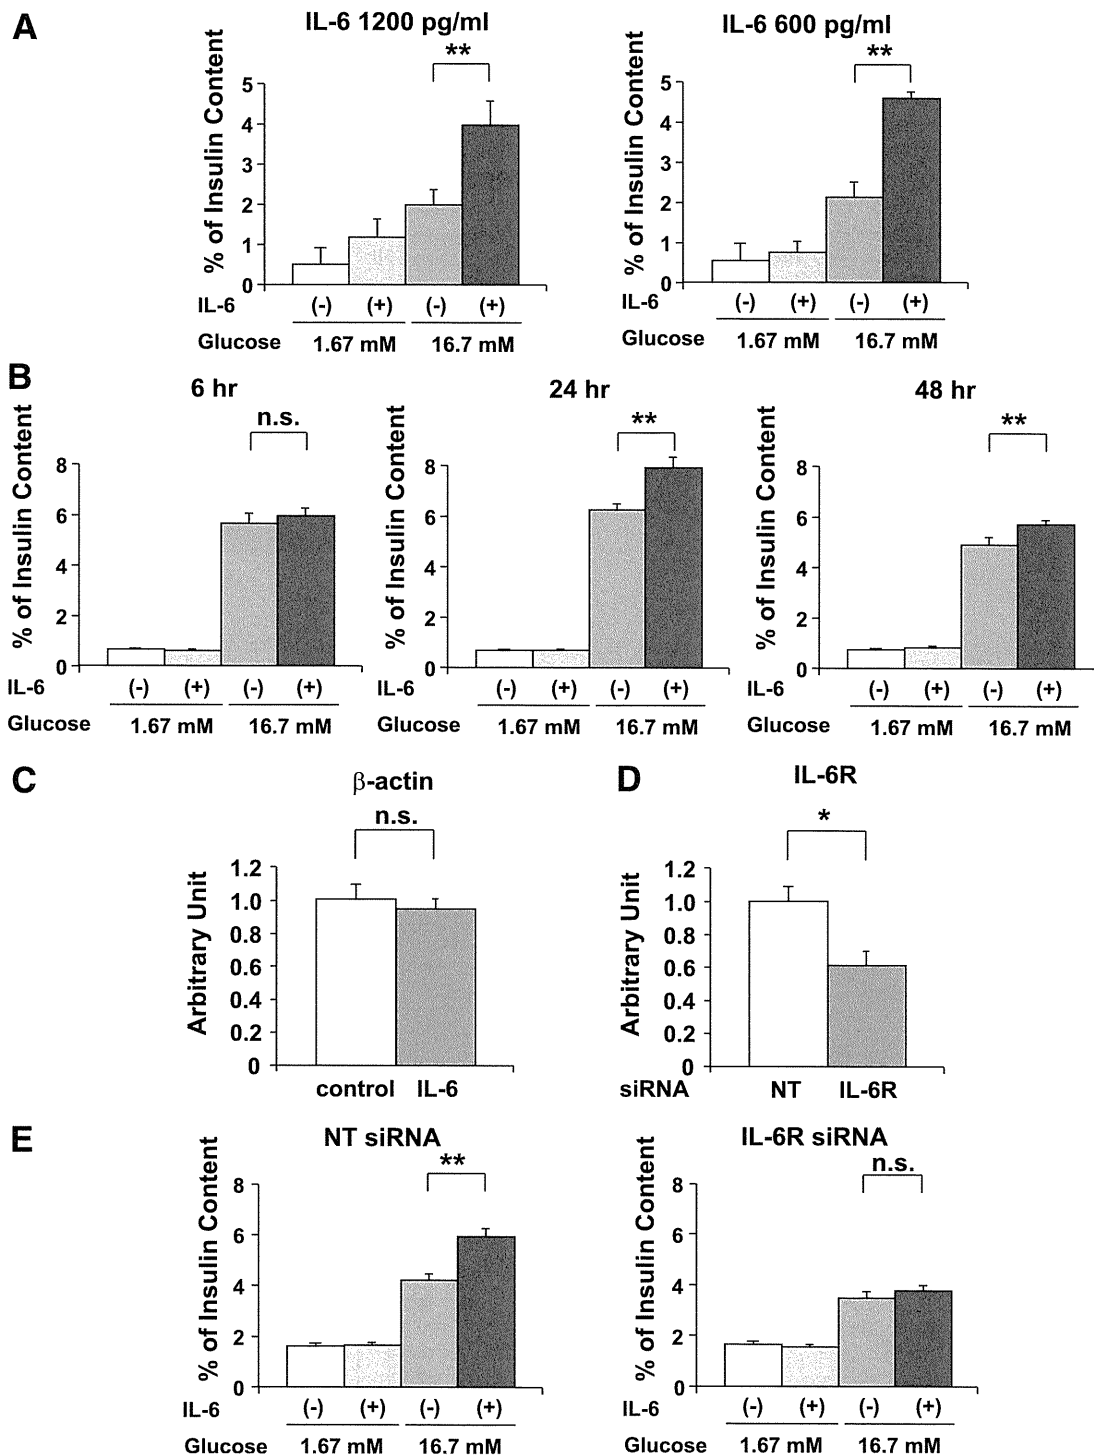 A
IL-6 1200 pg/ml
**
% of Insulin Content
5
4
3
2
1
0
IL-6 (-) (+) (-) (+)
Glucose 1.67 mM 16.7 mM
IL-6 600 pg/ml
**
% of Insulin Content
5
4
3
2
1
0
IL-6 (-) (+) (-) (+)
Glucose 1.67 mM 16.7 mM
B
6 hr
n.s.
% of Insulin Content
8
6
4
2
0
IL-6 (-) (+) (-) (+)
Glucose 1.67 mM 16.7 mM
24 hr
**
% of Insulin Content
8
6
4
2
0
IL-6 (-) (+) (-) (+)
Glucose 1.67 mM 16.7 mM
48 hr
**
% of Insulin Content
8
6
4
2
0
IL-6 (-) (+) (-) (+)
Glucose 1.67 mM 16.7 mM
C
β-actin
n.s.
Arbitrary Unit
1.2
1.0
0.8
0.6
0.4
0.2
0
control IL-6
D
IL-6R
*
Arbitrary Unit
1.2
1.0
0.8
0.6
0.4
0.2
0
siRNA NT IL-6R
E
NT siRNA
**
% of Insulin Content
8
6
4
2
0
IL-6 (-) (+) (-) (+)
Glucose 1.67 mM 16.7 mM
IL-6R siRNA
n.s.
% of Insulin Content
8
6
4
2
0
IL-6 (-) (+) (-) (+)
Glucose 1.67 mM 16.7 mM